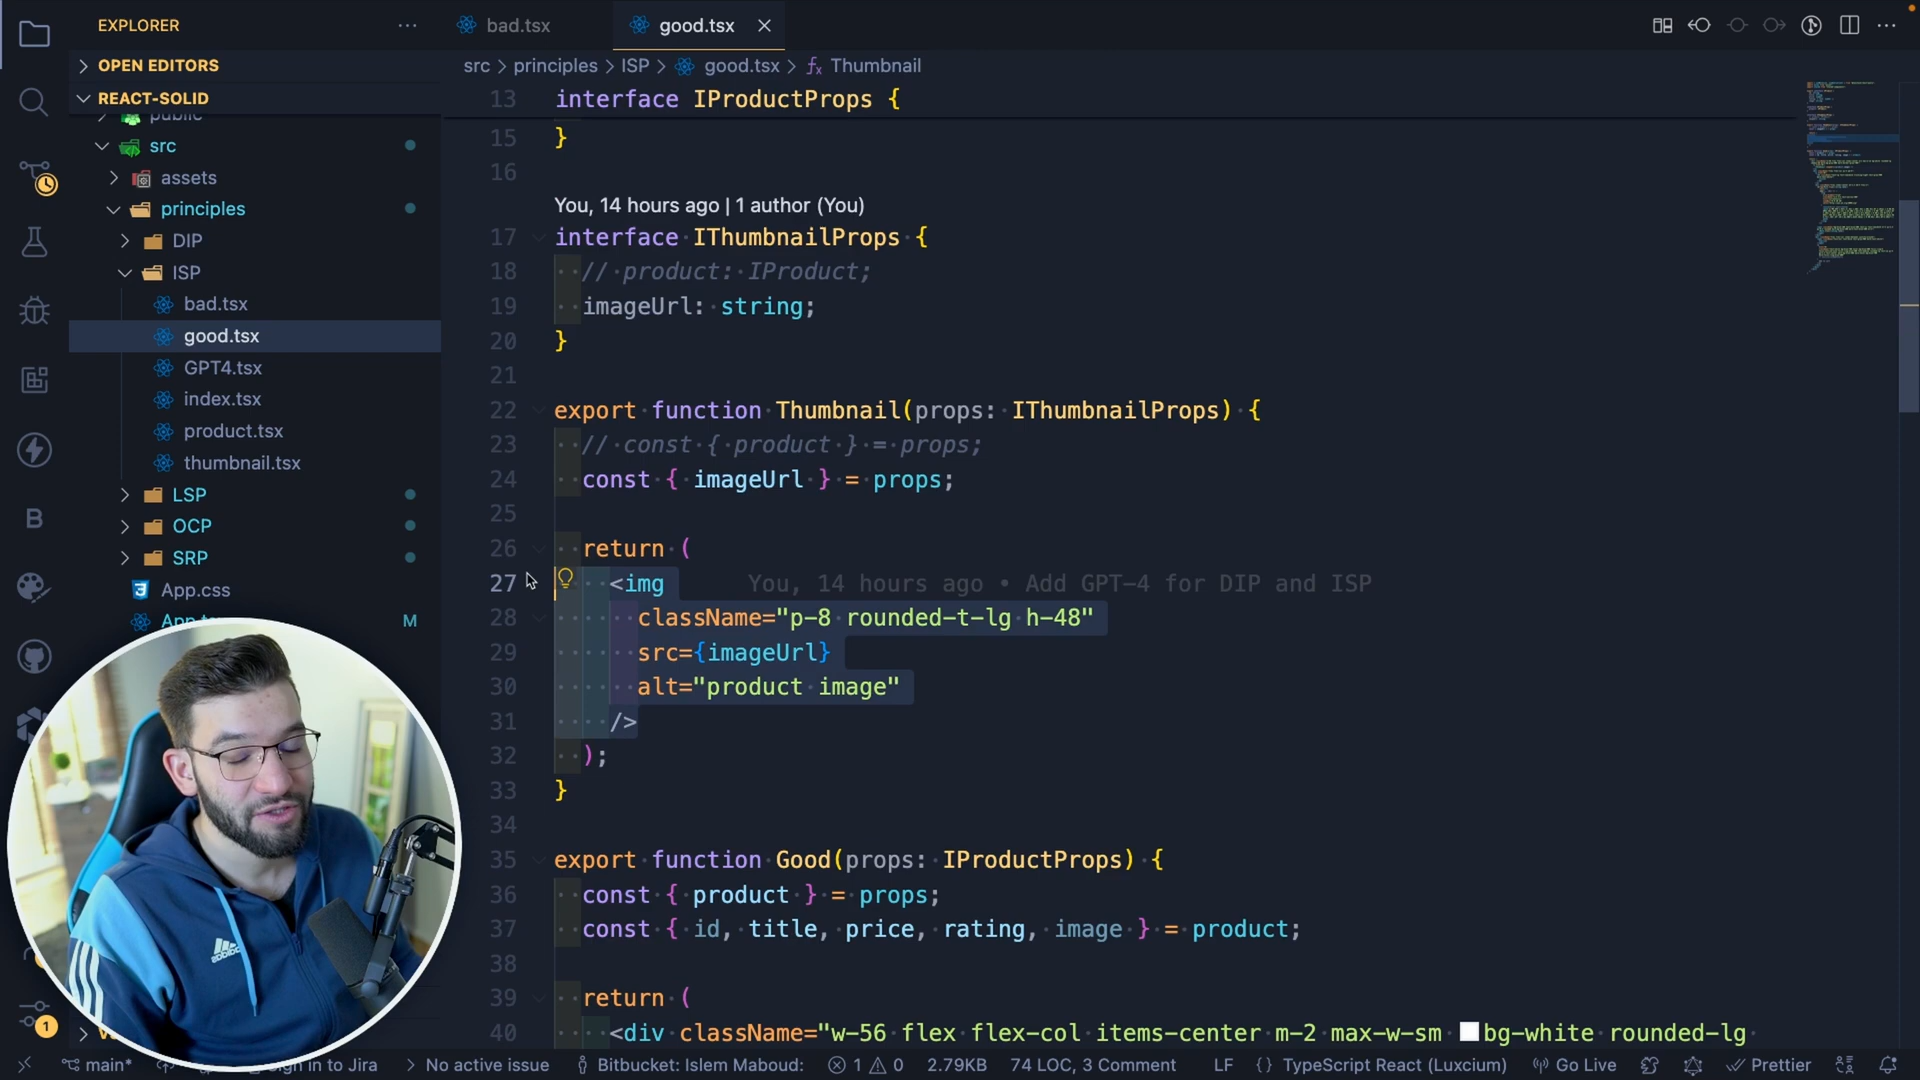 EXPLORER
bad.tsx
good.tsx
OPEN EDITORS
REACT-SOLID
public
src
assets
principles
DIP
ISP
bad.tsx
good.tsx
GPT4.tsx
index.tsx
product.tsx
thumbnail.tsx
LSP
OCP
SRP
App.css
M
src > principles > ISP > good.tsx > Thumbnail
13 interface IProductProps {
15 }
16
You, 14 hours ago | 1 author (You)
17 interface IThumbnailProps {
18 // product: IProduct;
19 imageUrl: string;
20 }
21
22 export function Thumbnail(props: IThumbnailProps) {
23 // const { product } = props;
24 const { imageUrl } = props;
25
26 return (
27 <img You, 14 hours ago • Add GPT-4 for DIP and ISP
28 className="p-8 rounded-t-lg h-48"
29 src={imageUrl}
30 alt="product image"
31 />
32 );
33 }
34
35 export function Good(props: IProductProps) {
36 const { product } = props;
37 const { id, title, price, rating, image } = product;
38
39 return (
40 <div className="w-56 flex flex-col items-center m-2 max-w-sm bg-white rounded-lg
B
1
adidas
main* in to Jira > No active issue Bitbucket: Islem Maboud: 1 0 2.79KB 74 LOC, 3 Comment LF {} TypeScript React (Luxcium) Go Live Prettier